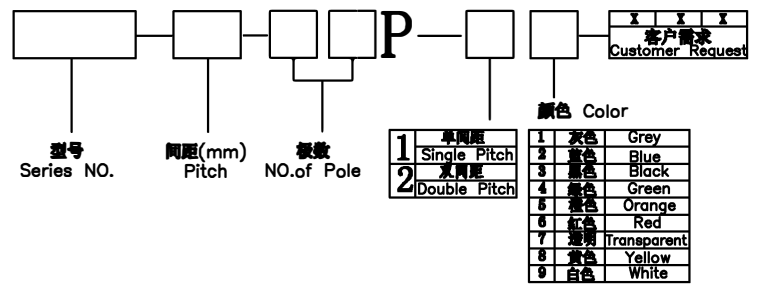 X X X
P
客户需求
Customer Request
颜色 Color
型号
Series NO.
间距(mm)
Pitch
极数
NO.of Pole
1 单间距
Single Pitch
2 双间距
Double Pitch
1 灰色 Grey
2 蓝色 Blue
3 黑色 Black
4 绿色 Green
5 橙色 Orange
6 红色 Red
7 透明 Transparent
8 黄色 Yellow
9 白色 White